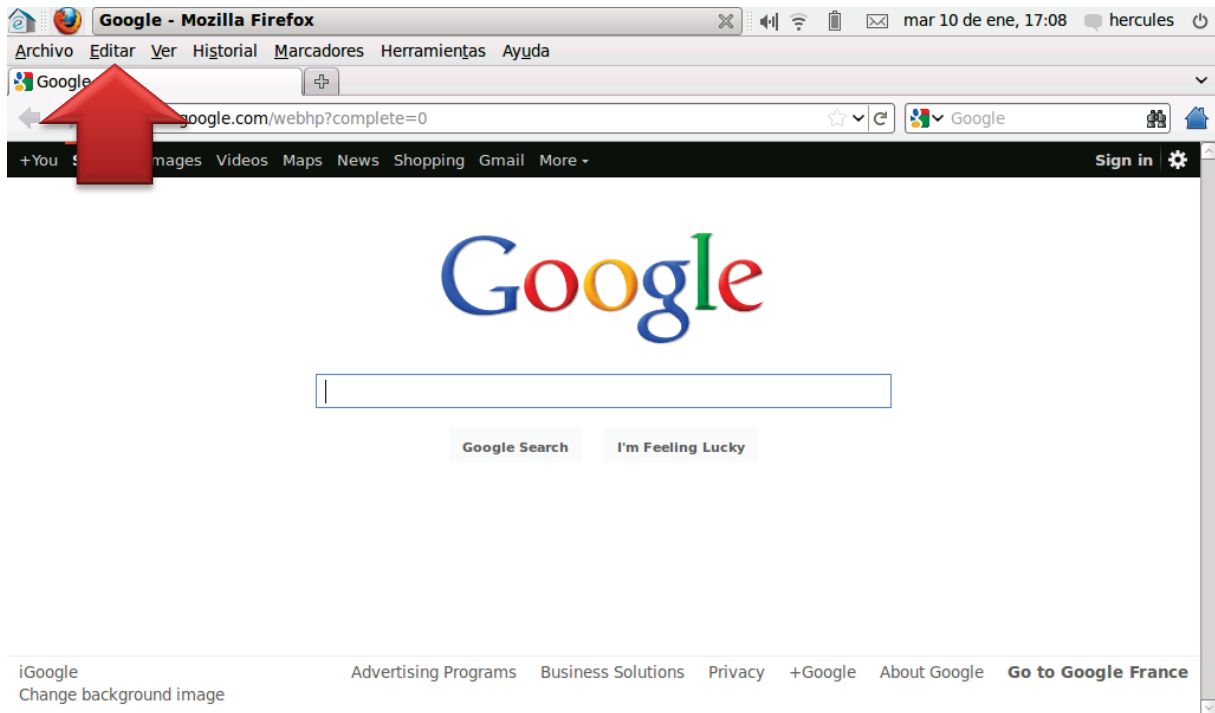 Google - Mozilla Firefox mar 10 de ene, 17:08 hercules
Archivo Editar Ver Historial Marcadores Herramientas Ayuda
Google
google.com/webhp?complete=0 Google
+You Videos Maps News Shopping Gmail More Sign in
Google
Google Search I'm Feeling Lucky
iGoogle Advertising Programs Business Solutions Privacy +Google About Google Go to Google France
Change background image